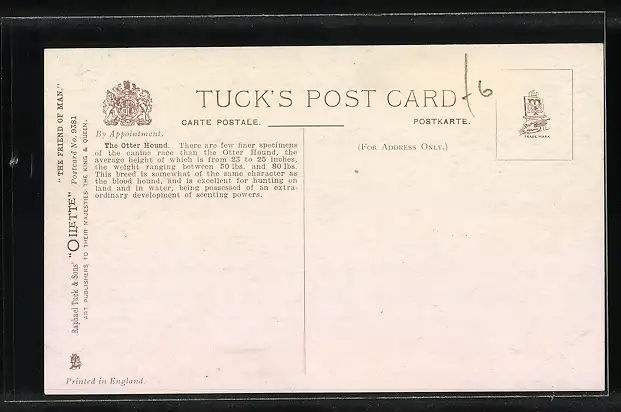 TUCK'S POST CARD
/6
CARTE POSTALE.
POSTKARTE.
By Appointment.
(For Address Only.)
TRADE MARK
The Otter Hound. There are few finer specimens
of the canine race than the Otter Hound, the
average height of which is from 23 to 25 inches,
the weight ranging between 50 lbs. and 80 lbs.
This breed is somewhat of the same character as
the blood hound, and is excellent for hunting on
land and in water, being possessed of an extra-
ordinary development of scenting powers.
"THE FRIEND OF MAN."
Raphael Tuck & Sons' "OILETTE" Postcard No. 9381
ART PUBLISHERS TO THEIR MAJESTIES THE KING & QUEEN.
Printed in England.